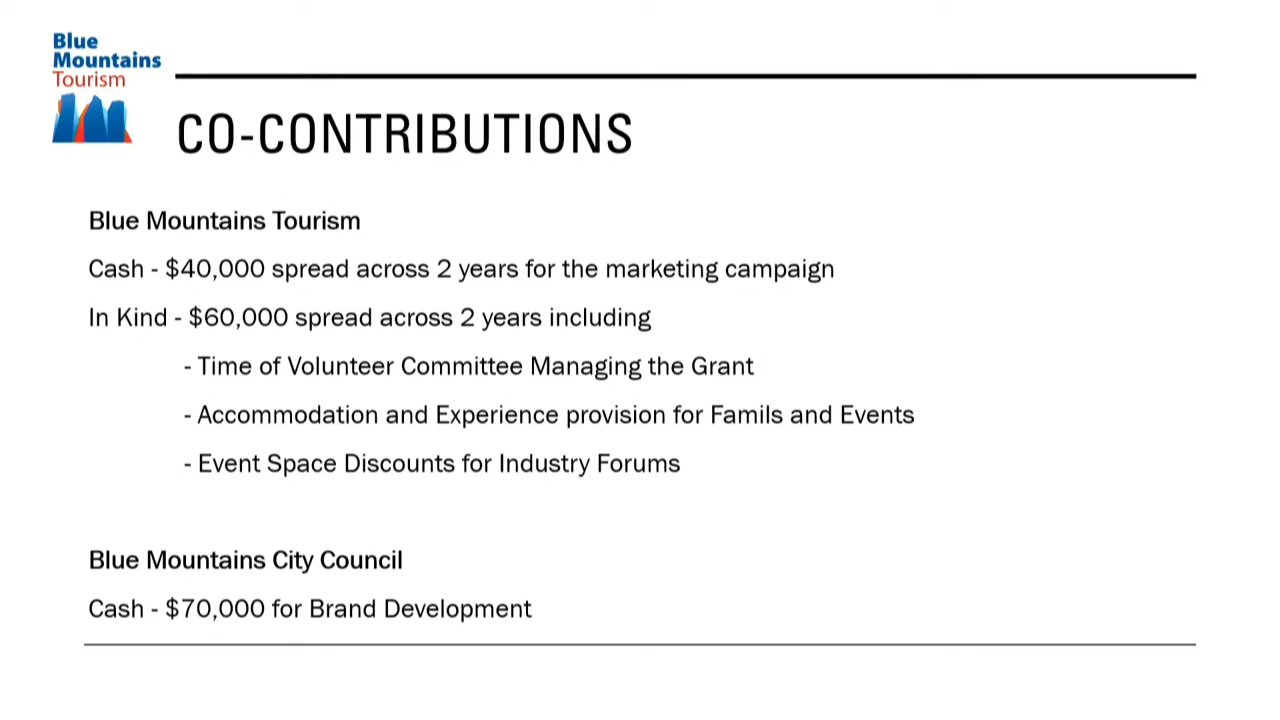 Blue
Mountains
Tourism
CO-CONTRIBUTIONS
Blue Mountains Tourism
Cash - $40,000 spread across 2 years for the marketing campaign
In Kind - $60,000 spread across 2 years including
- Time of Volunteer Committee Managing the Grant
- Accommodation and Experience provision for Famils and Events
- Event Space Discounts for Industry Forums
Blue Mountains City Council
Cash - $70,000 for Brand Development